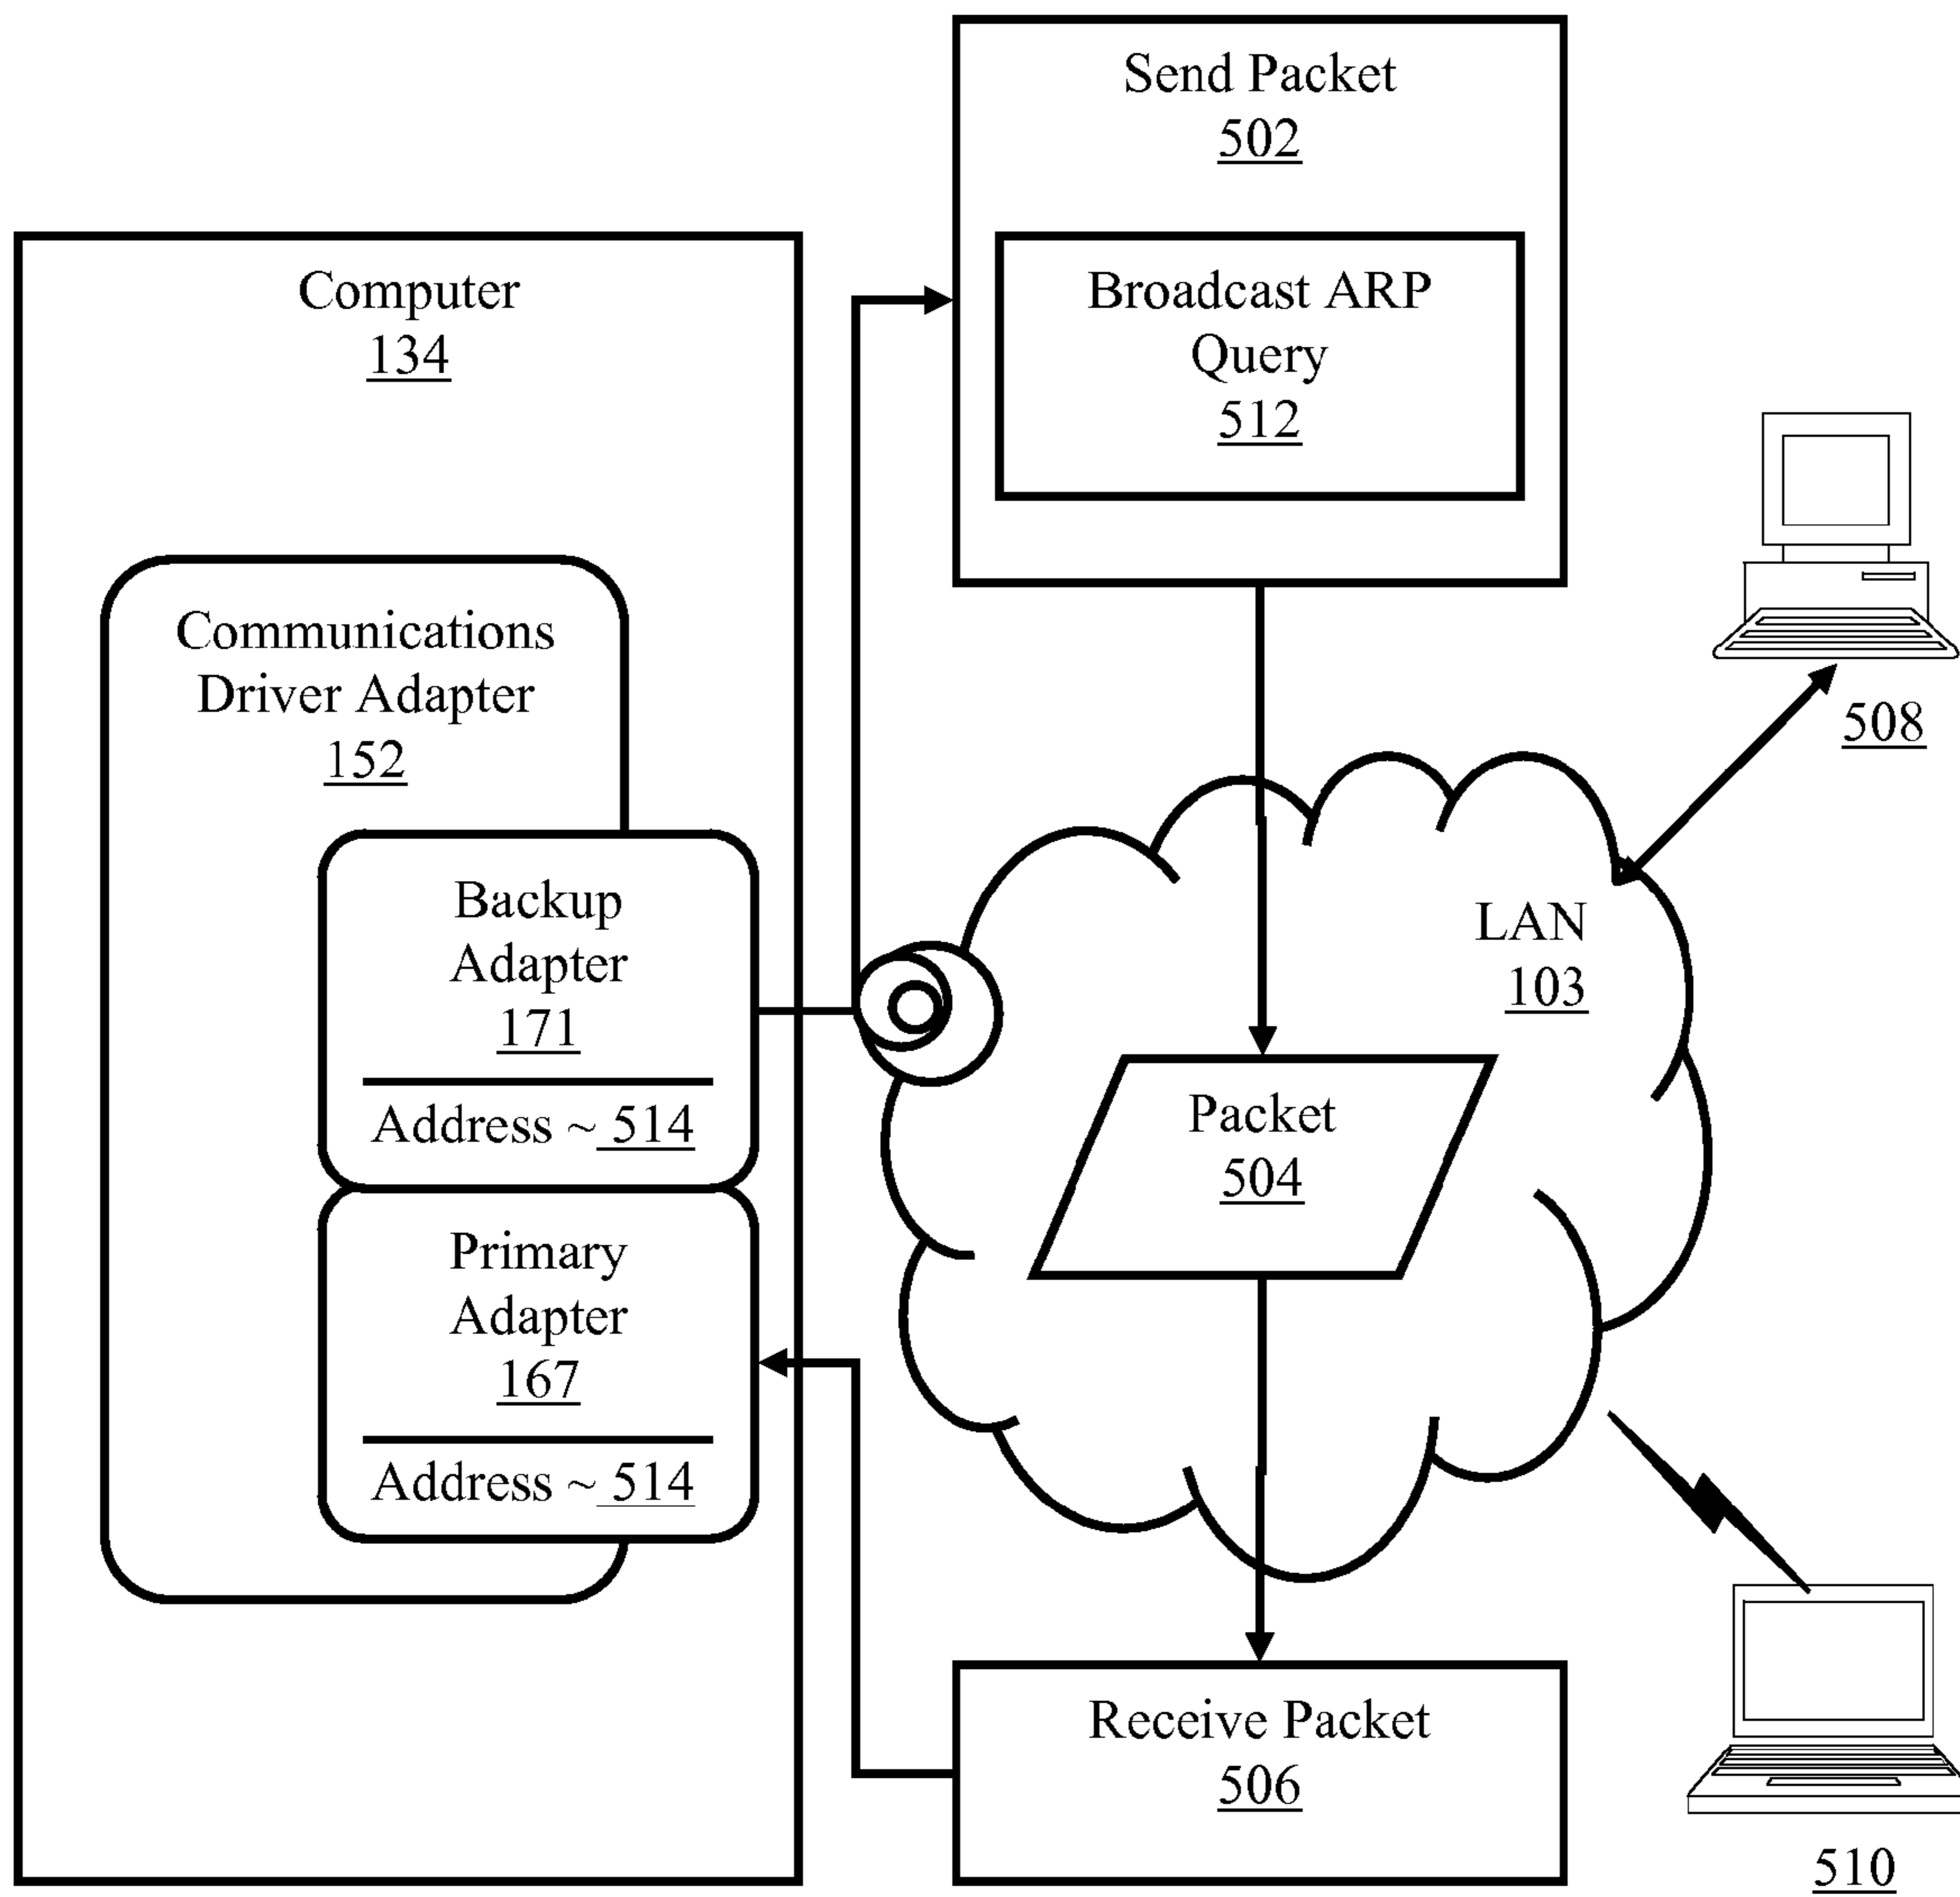 Send Packet
502
Broadcast ARP
Query
512
Computer
134
Communications
Driver Adapter
152
Backup
Adapter
171
Address ~ 514
Primary
Adapter
167
Address ~ 514
508
LAN
103
Packet
504
Receive Packet
506
510